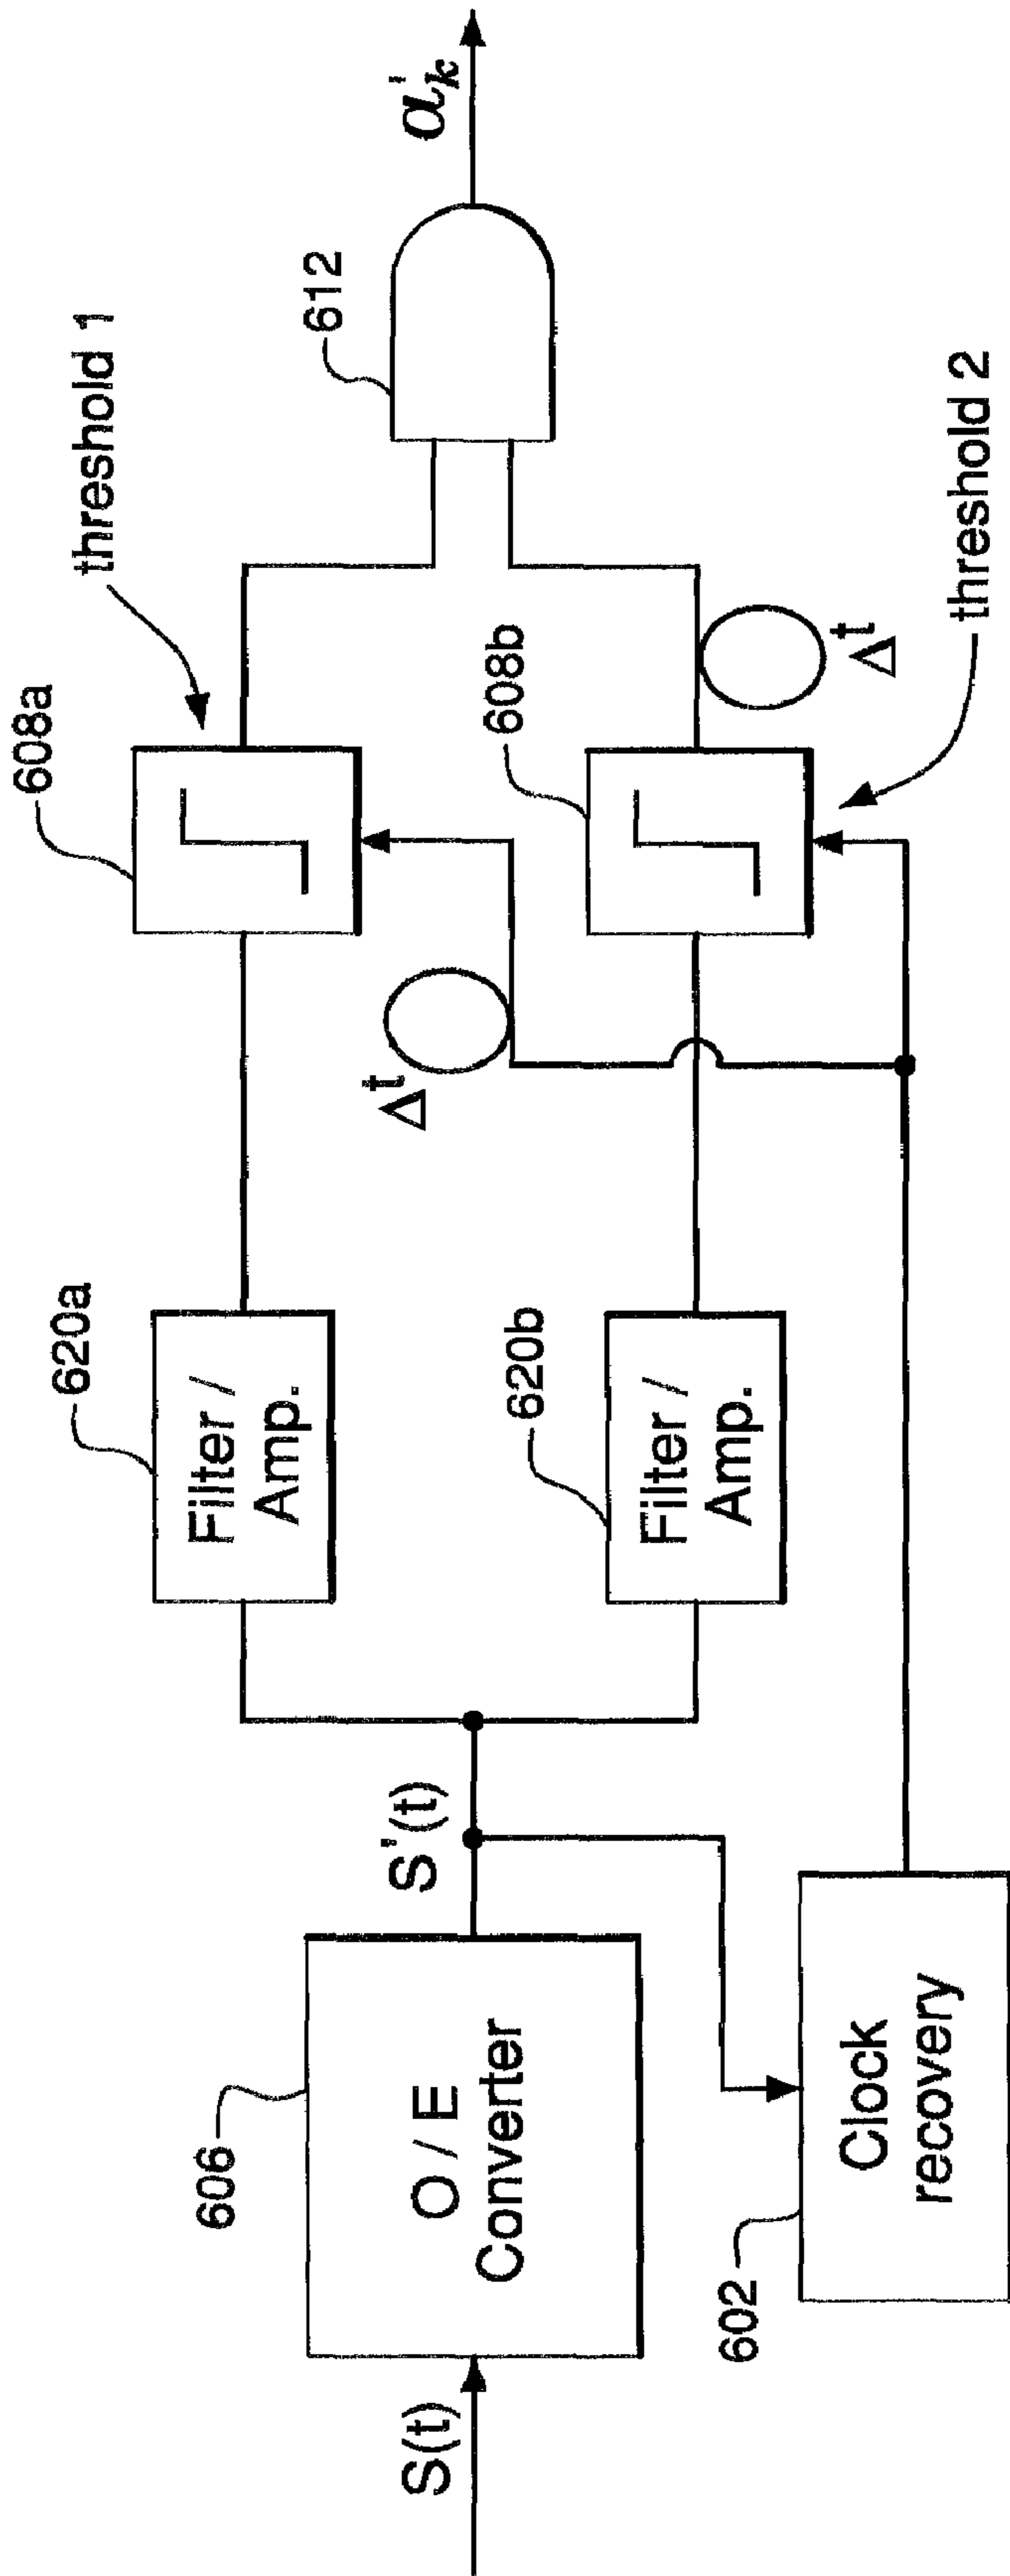 S(t)
606
O / E
Converter
S'(t)
602
Clock
recovery
620a
Filter /
Amp.
620b
Filter /
Amp.
Δt
608a
threshold 1
608b
Δt
threshold 2
612
α'k